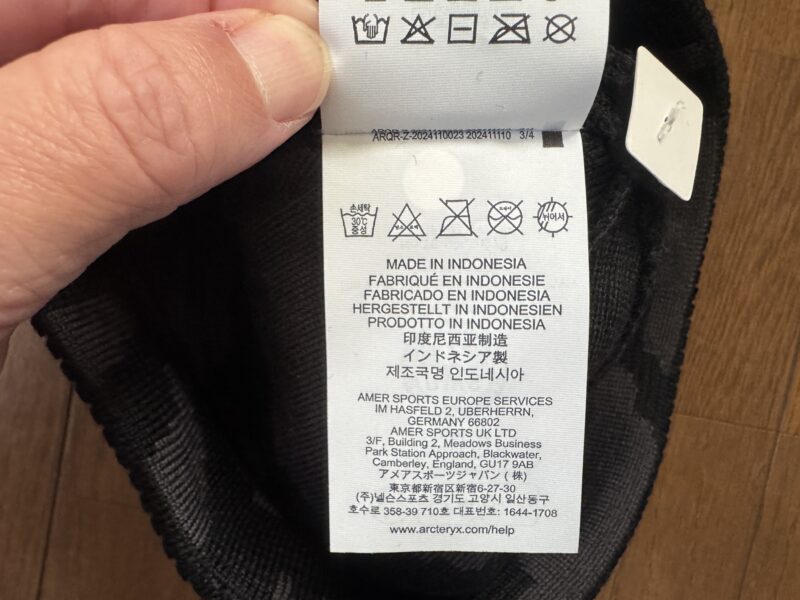 ARQR-Z-2024110023 202411110 3/4
손세탁
30℃
중성
MADE IN INDONESIA
FABRIQUÉ EN INDONESIE
FABRICADO EN INDONESIA
HERGESTELLT IN INDONESIEN
PRODOTTO IN INDONESIA
印度尼西亚制造
インドネシア製
제조국명 인도네시아
AMER SPORTS EUROPE SERVICES
IM HASFELD 2, UBERHERRN,
GERMANY 66802
AMER SPORTS UK LTD
3/F, Building 2, Meadows Business
Park Station Approach, Blackwater,
Camberley, England, GU17 9AB
アメアスポーツジャパン (株)
東京都新宿区新宿6-27-30
(주)넬슨스포츠 경기도 고양시 일산동구
호수로 358-39 710호 대표번호: 1644-1708
www.arcteryx.com/help